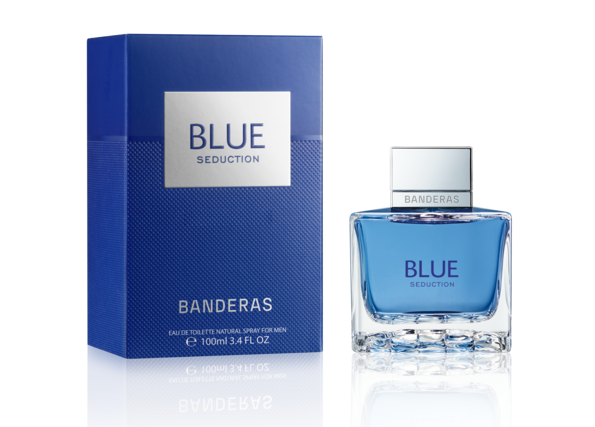 BLUE
SEDUCTION
BANDERAS
EAU DE TOILETTE NATURAL SPRAY FOR MEN
℮ 100ml 3.4 FL OZ
BANDERAS
BLUE
SEDUCTION